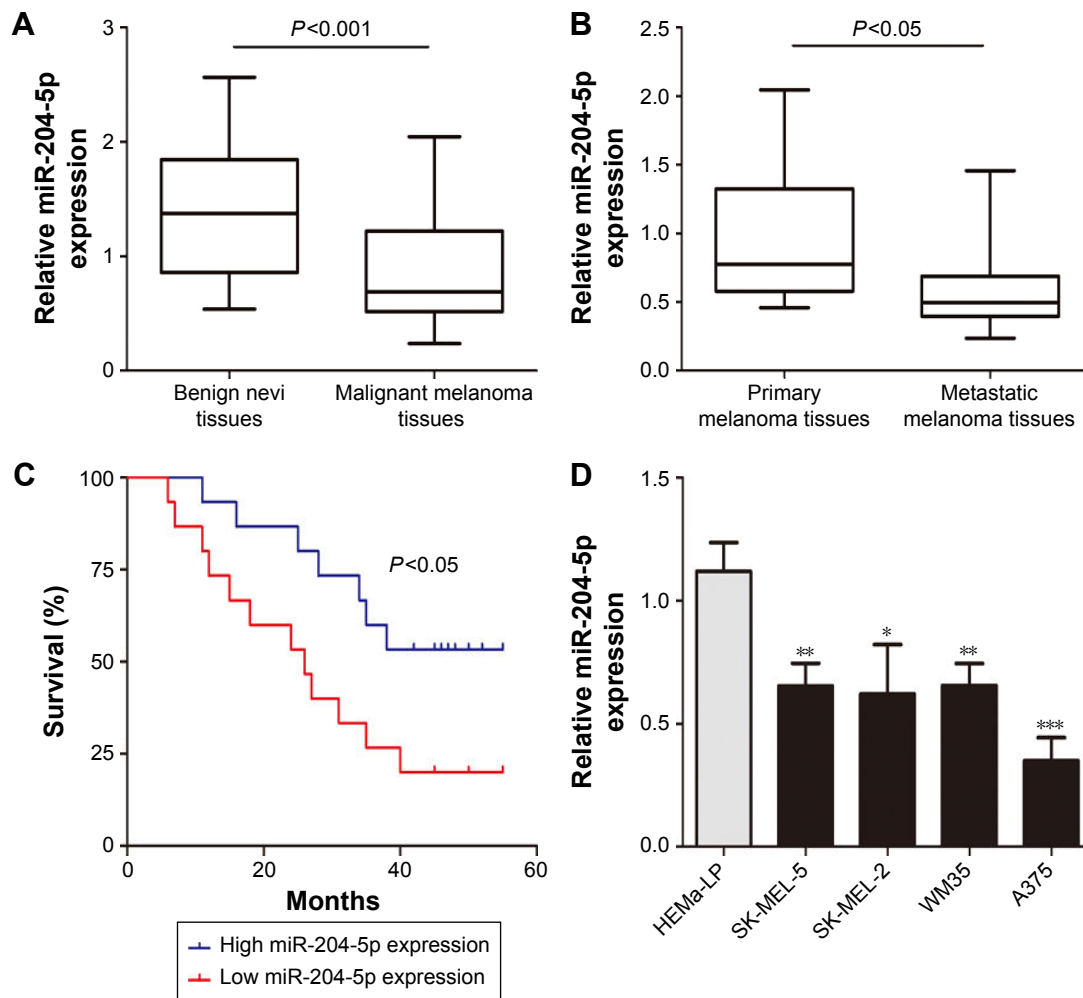 A
P<0.001
Relative miR-204-5p
expression
3
2
1
0
Benign nevi
tissues
Malignant melanoma
tissues
B
P<0.05
Relative miR-204-5p
expression
2.5
2.0
1.5
1.0
0.5
0.0
Primary
melanoma tissues
Metastatic
melanoma tissues
C
P<0.05
Survival (%)
100
75
50
25
0
0
20
40
60
Months
High miR-204-5p expression
Low miR-204-5p expression
D
Relative miR-204-5p
expression
1.5
1.0
0.5
0.0
**
*
**
***
HEMa-LP
SK-MEL-5
SK-MEL-2
WM35
A375